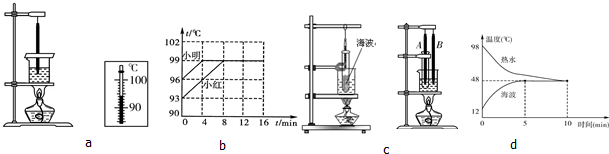 ℃
100
90
a
t/℃
102
99
96
93
90
小明
小红
0 4 8 12 16 t/min
b
海波
A B
c
温度(℃)
98
48
12
热水
海波
0 5 10 时间(min)
d